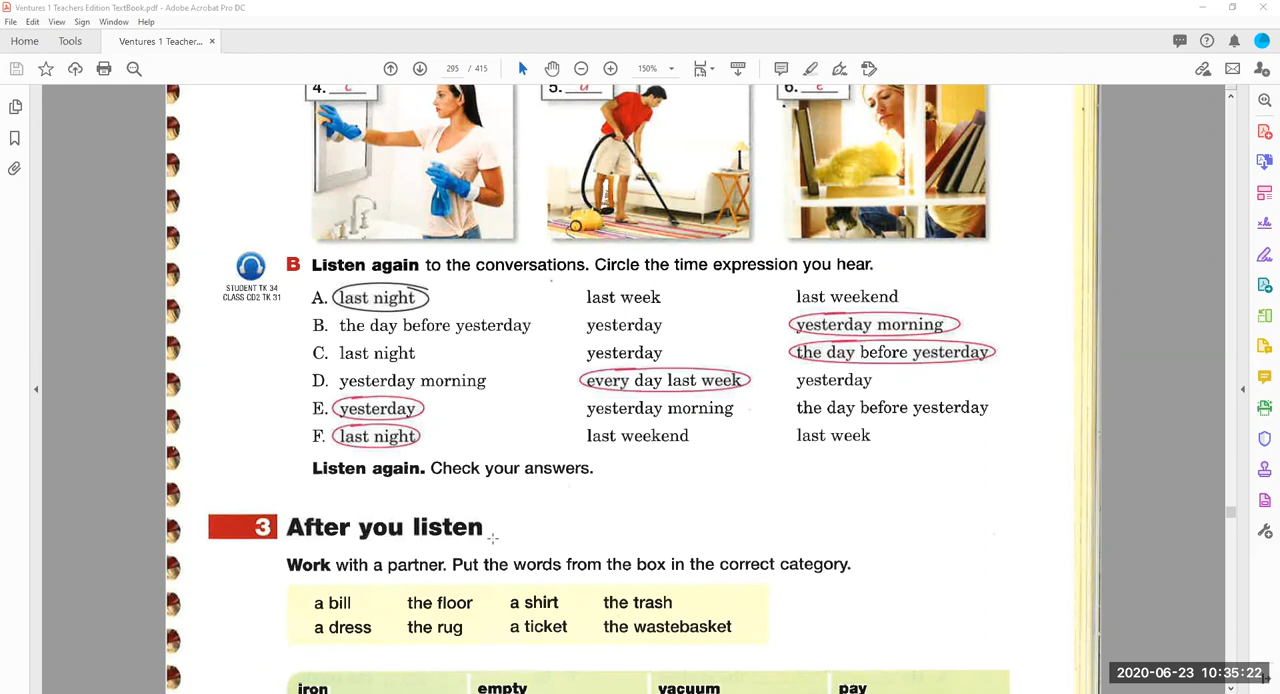 Ventures 1 Teachers Edition TextBook.pdf - Adobe Acrobat Pro DC
File Edit View Sign Window Help
Home Tools Ventures 1 Teacher... ×
295 / 415 150%
4. c 5. 6. e
B Listen again to the conversations. Circle the time expression you hear.
STUDENT TK 34
CLASS CD2 TK 31
A. last night last week last weekend
B. the day before yesterday yesterday yesterday morning
C. last night yesterday the day before yesterday
D. yesterday morning every day last week yesterday
E. yesterday yesterday morning the day before yesterday
F. last night last weekend last week
Listen again. Check your answers.
3 After you listen
Work with a partner. Put the words from the box in the correct category.
a bill the floor a shirt the trash
a dress the rug a ticket the wastebasket
iron empty vacuum pay
2020-06-23 10:35:22